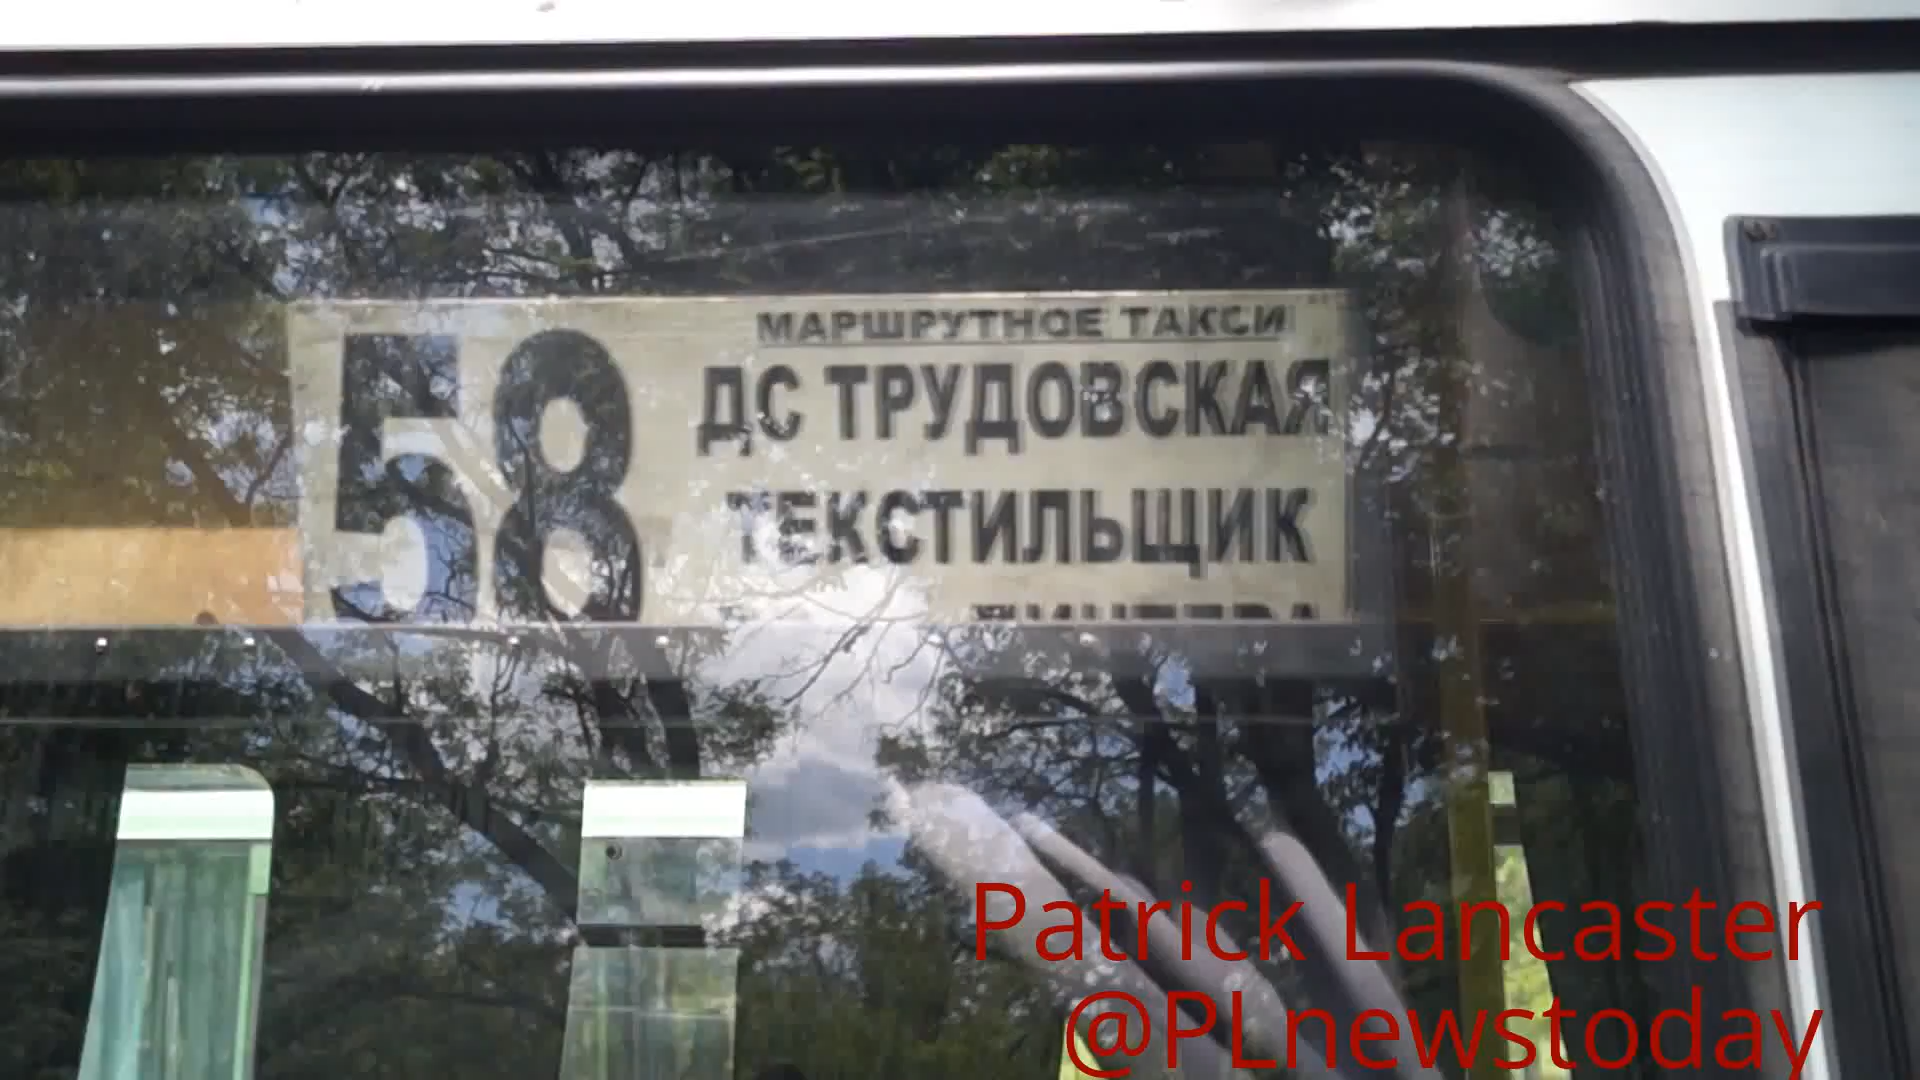 58
МАРШРУТНОЕ ТАКСИ
ДС ТРУДОВСКАЯ
ТЕКСТИЛЬЩИК
Patrick Lancaster
@PLnewstoday